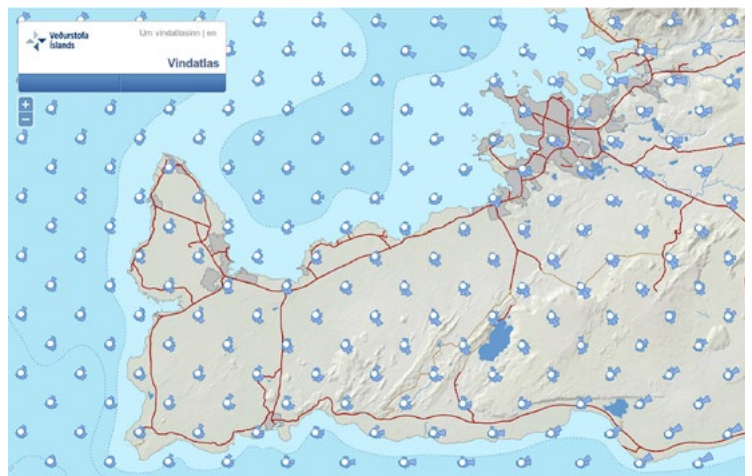 Veðurstofa
Íslands
Um vindatlasinn | en
Vindatlas
+
−